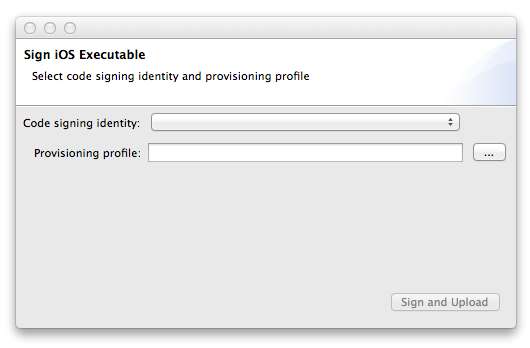 Sign iOS Executable
Select code signing identity and provisioning profile
Code signing identity:
Provisioning profile:
...
Sign and Upload